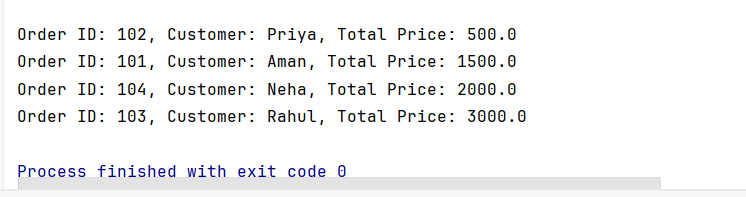 Order ID: 102, Customer: Priya, Total Price: 500.0
Order ID: 101, Customer: Aman, Total Price: 1500.0
Order ID: 104, Customer: Neha, Total Price: 2000.0
Order ID: 103, Customer: Rahul, Total Price: 3000.0
Process finished with exit code 0